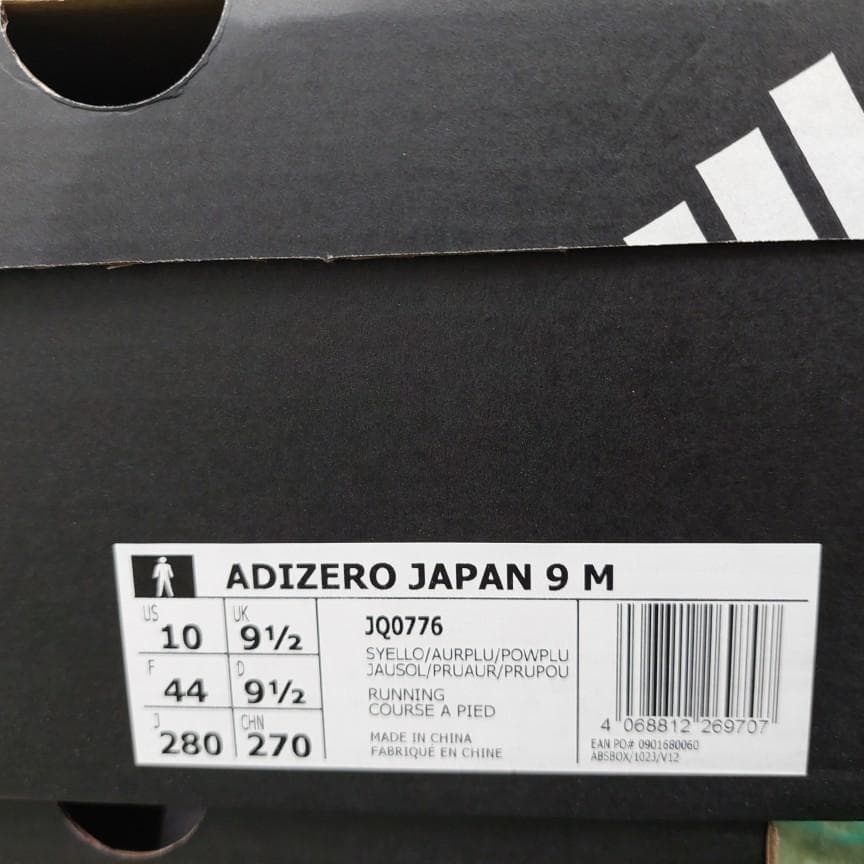 ADIZERO JAPAN 9 M
US 10 UK 9½
F 44 D 9½
J 280 CHN 270
JQ0776
SYELLO/AURPLU/POWPLU
JAUSOL/PRUAUR/PRUPOU
RUNNING
COURSE A PIED
MADE IN CHINA
FABRIQUÉ EN CHINE
4 068812 269707
EAN PO# 0901680060
ABSBOX/1023/V12